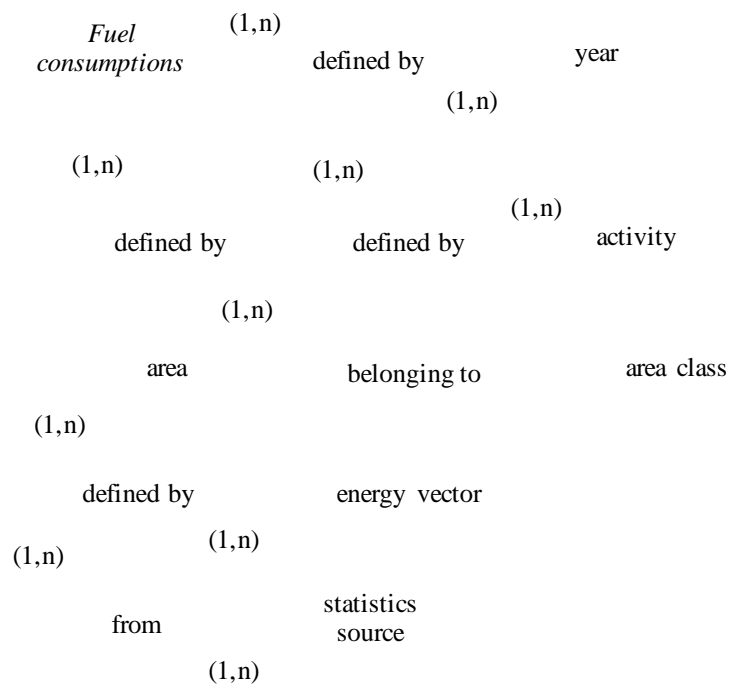 (1,n)
Fuel
consumptions
defined by
year
(1,n)
(1,n)
(1,n)
(1,n)
defined by
defined by
activity
(1,n)
area
belonging to
area class
(1,n)
defined by
energy vector
(1,n)
(1,n)
statistics
source
from
(1,n)